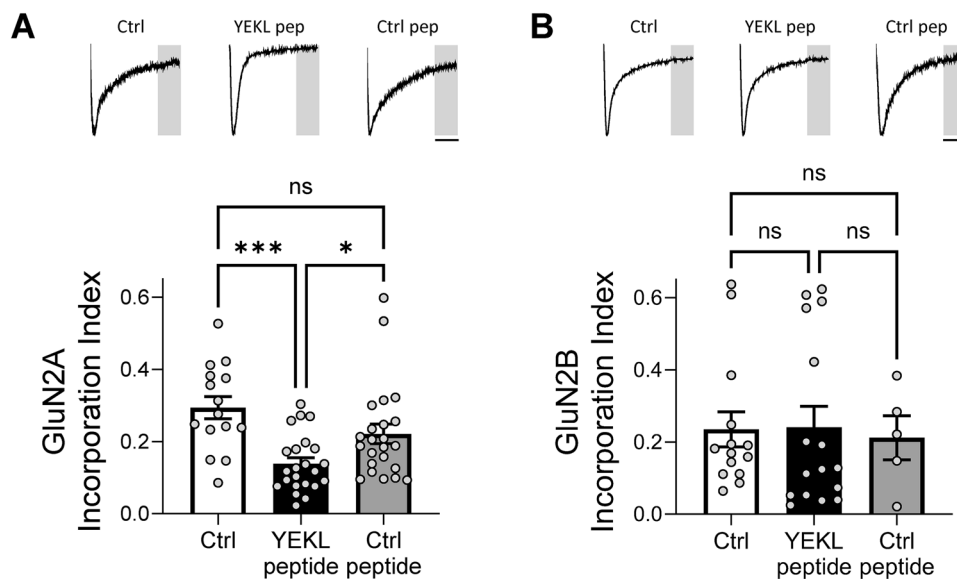 A
Ctrl
YEKL pep
Ctrl pep
ns
***
*
GluN2A
Incorporation Index
0.6
0.4
0.2
0.0
Ctrl
YEKL
peptide
Ctrl
peptide
B
Ctrl
YEKL pep
Ctrl pep
ns
ns
ns
GluN2B
Incorporation Index
0.6
0.4
0.2
0.0
Ctrl
YEKL
peptide
Ctrl
peptide